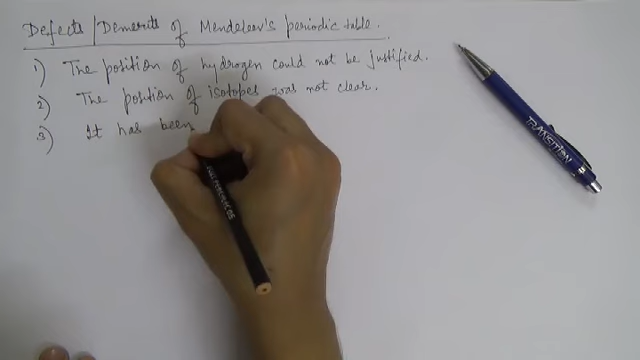 Defects / Demerits of Mendeleev's periodic table.
1) The position of hydrogen could not be justified.
2) The position of isotopes was not clear.
3) It has been
TRANSITION